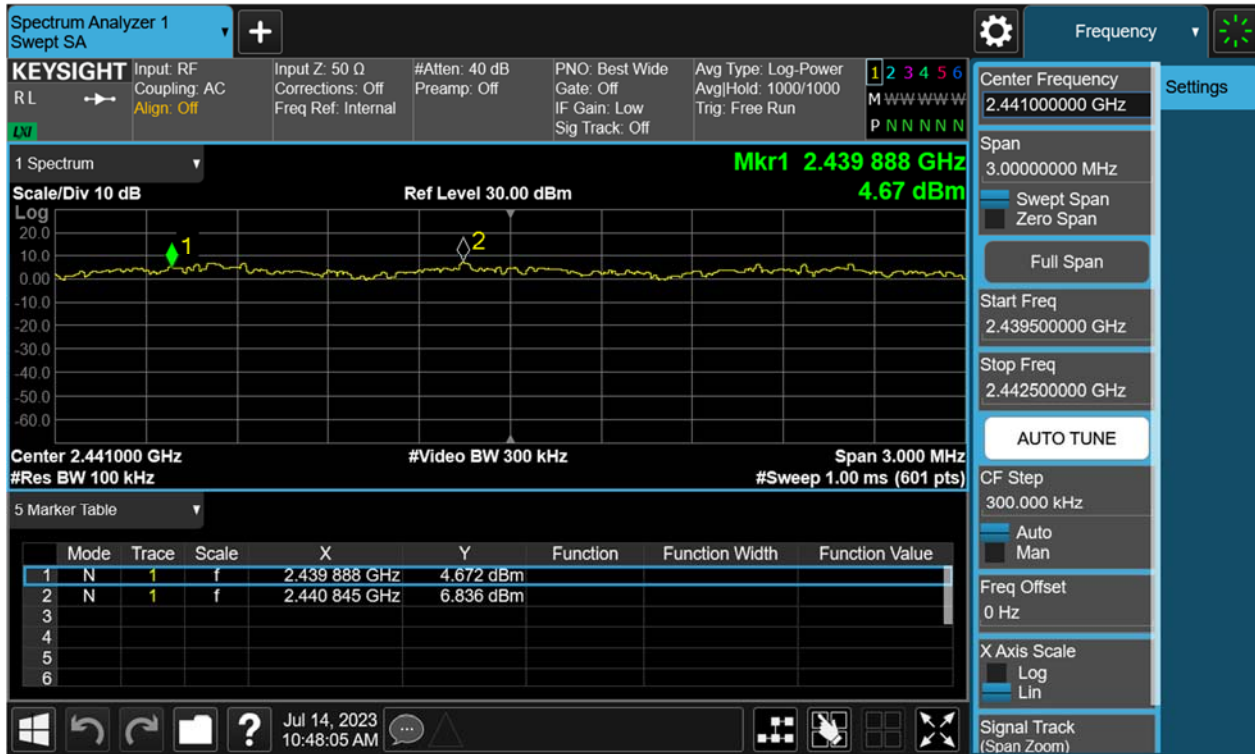 Spectrum Analyzer 1
Swept SA
+
Frequency
KEYSIGHT
RL
LXI
Input: RF
Coupling: AC
Align: Off
Input Z: 50 Ω
Corrections: Off
Freq Ref: Internal
#Atten: 40 dB
Preamp: Off
PNO: Best Wide
Gate: Off
IF Gain: Low
Sig Track: Off
Avg Type: Log-Power
Avg|Hold: 1000/1000
Trig: Free Run
1 2 3 4 5 6
M W W W W W
P N N N N N
Center Frequency
2.441000000 GHz
Settings
Span
3.00000000 MHz
Swept Span
Zero Span
Full Span
Start Freq
2.439500000 GHz
Stop Freq
2.442500000 GHz
AUTO TUNE
CF Step
300.000 kHz
Auto
Man
Freq Offset
0 Hz
X Axis Scale
Log
Lin
Signal Track
(Span Zoom)
1 Spectrum
Mkr1 2.439 888 GHz
Scale/Div 10 dB
Ref Level 30.00 dBm
4.67 dBm
Log
20.0
10.0
0.00
-10.0
-20.0
-30.0
-40.0
-50.0
-60.0
1
2
Center 2.441000 GHz
#Video BW 300 kHz
Span 3.000 MHz
#Res BW 100 kHz
#Sweep 1.00 ms (601 pts)
5 Marker Table
Mode Trace Scale X Y Function Function Width Function Value
1 N 1 f 2.439 888 GHz 4.672 dBm
2 N 1 f 2.440 845 GHz 6.836 dBm
3
4
5
6
?
Jul 14, 2023
10:48:05 AM